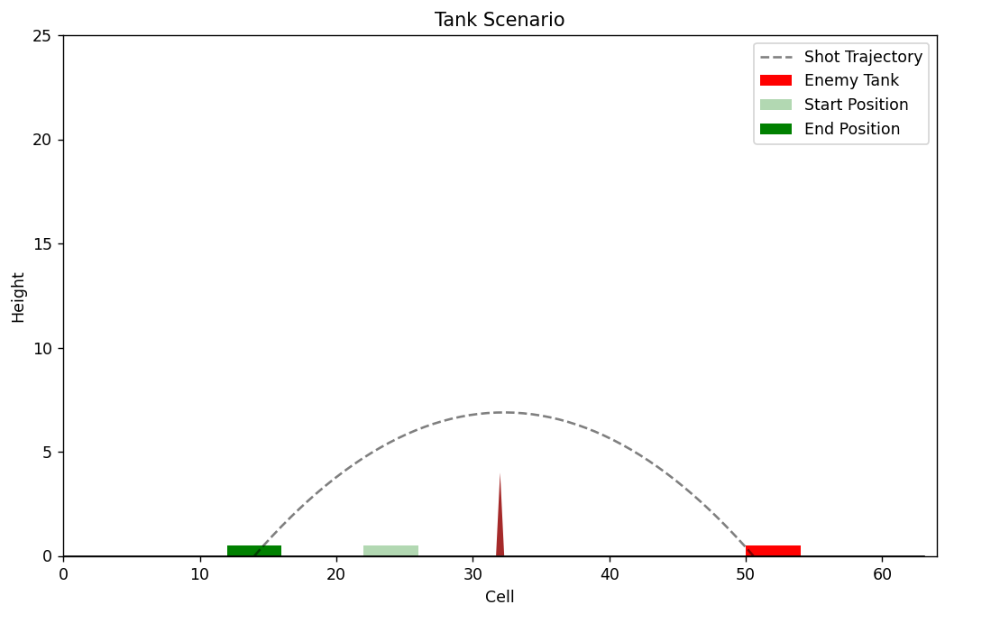 Tank Scenario
25
20
15
10
5
0
Height
Shot Trajectory
Enemy Tank
Start Position
End Position
0 10 20 30 40 50 60
Cell